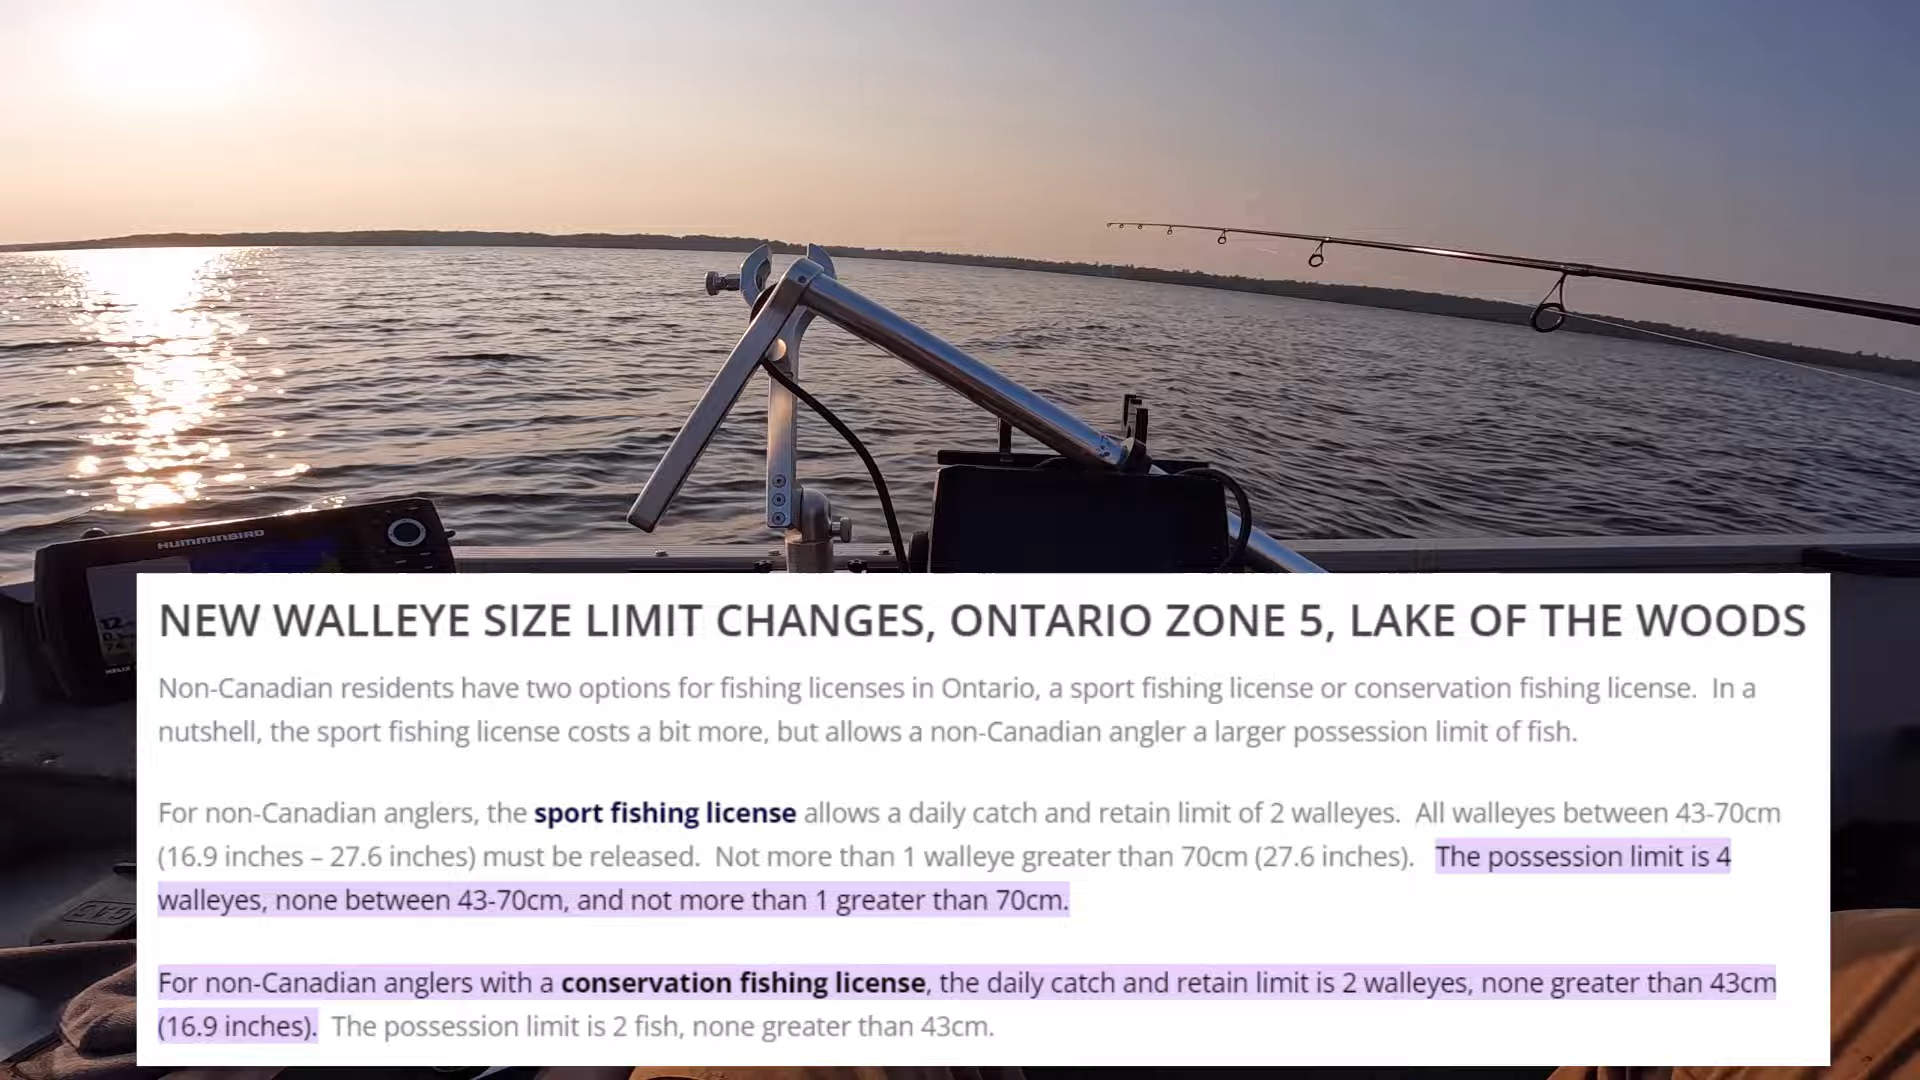 HUMMINBIRD
NEW WALLEYE SIZE LIMIT CHANGES, ONTARIO ZONE 5, LAKE OF THE WOODS
Non-Canadian residents have two options for fishing licenses in Ontario, a sport fishing license or conservation fishing license. In a
nutshell, the sport fishing license costs a bit more, but allows a non-Canadian angler a larger possession limit of fish.
For non-Canadian anglers, the sport fishing license allows a daily catch and retain limit of 2 walleyes. All walleyes between 43-70cm
(16.9 inches – 27.6 inches) must be released. Not more than 1 walleye greater than 70cm (27.6 inches). The possession limit is 4
walleyes, none between 43-70cm, and not more than 1 greater than 70cm.
For non-Canadian anglers with a conservation fishing license, the daily catch and retain limit is 2 walleyes, none greater than 43cm
(16.9 inches). The possession limit is 2 fish, none greater than 43cm.